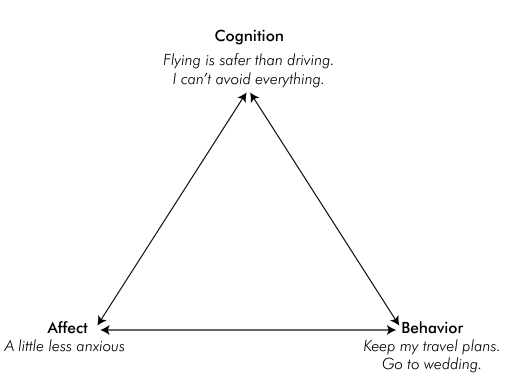 Cognition
Flying is safer than driving.
I can't avoid everything.
Affect
A little less anxious
Behavior
Keep my travel plans.
Go to wedding.